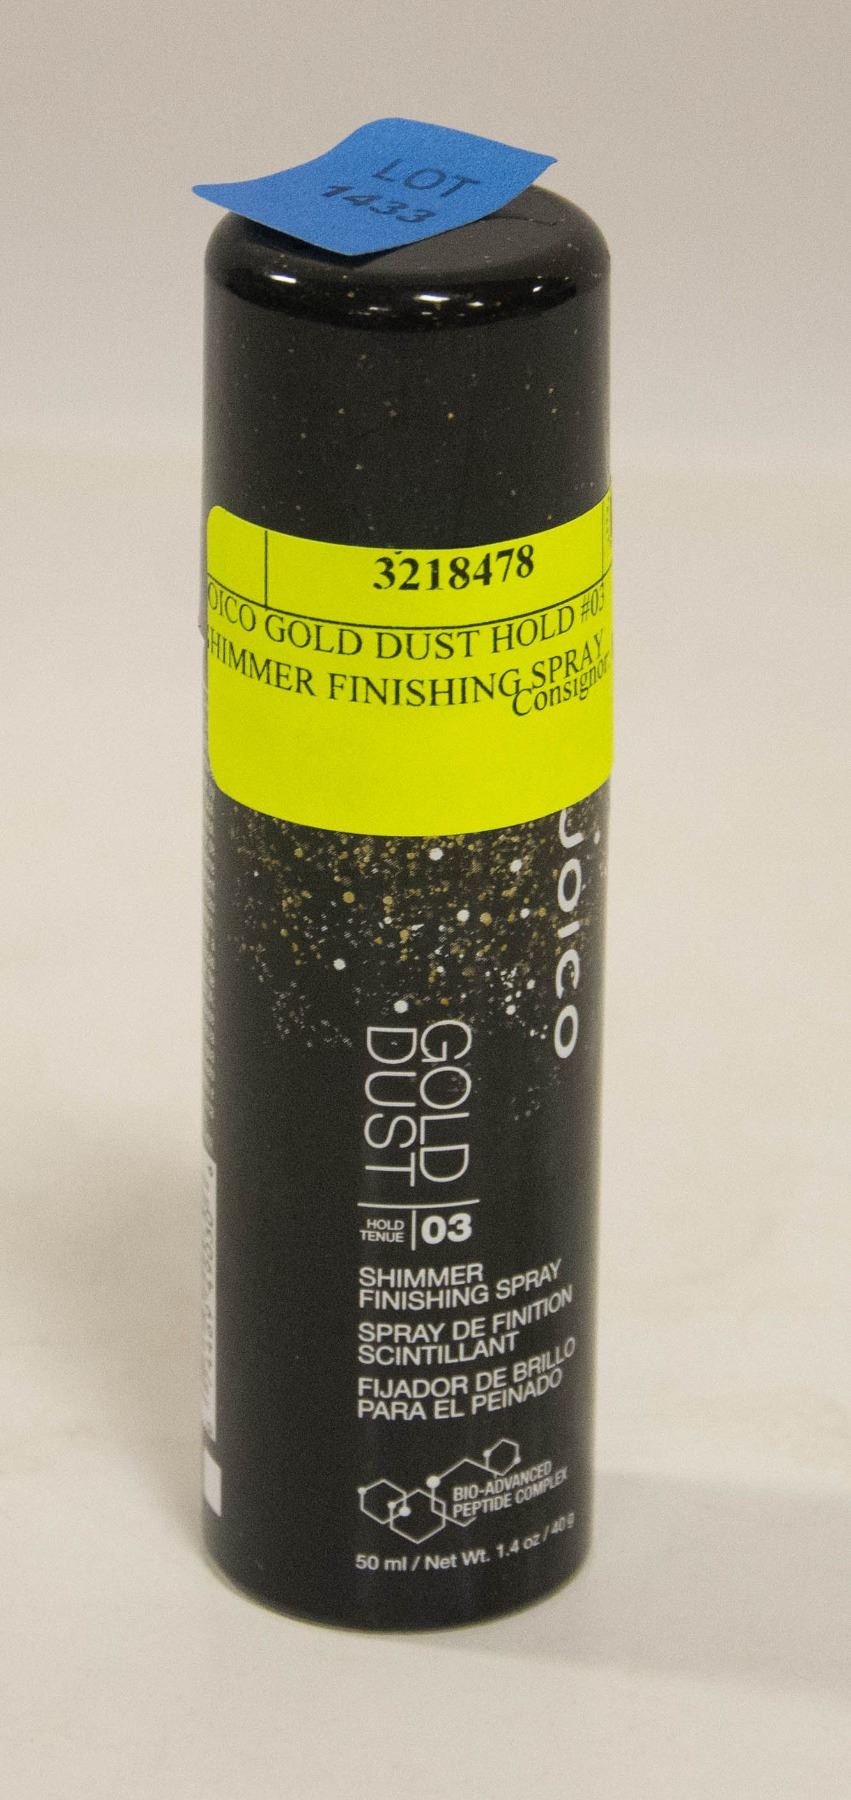 LOT
1433
3218478
OICO GOLD DUST HOLD #03
HIMMER FINISHING SPRAY
Consignor
JOICO
GOLD
DUST
HOLD
TENUE
03
SHIMMER
FINISHING SPRAY
SPRAY DE FINITION
SCINTILLANT
FIJADOR DE BRILLO
PARA EL PEINADO
BIO-ADVANCED
PEPTIDE COMPLEX
50 ml / Net Wt. 1.4 oz / 40 g